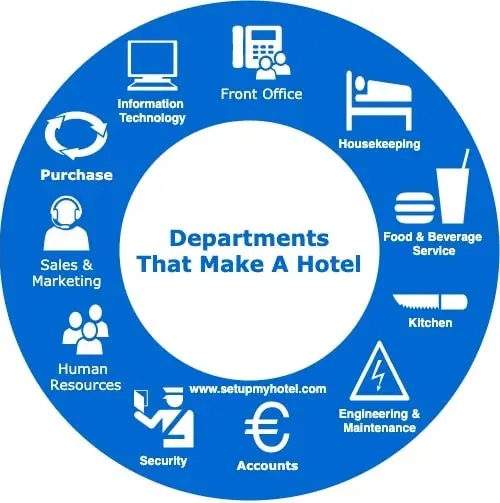 Departments
That Make A Hotel
Front Office
Housekeeping
Food & Beverage
Service
Kitchen
Engineering &
Maintenance
Accounts
Security
Human
Resources
Sales &
Marketing
Purchase
Information
Technology
www.setupmyhotel.com